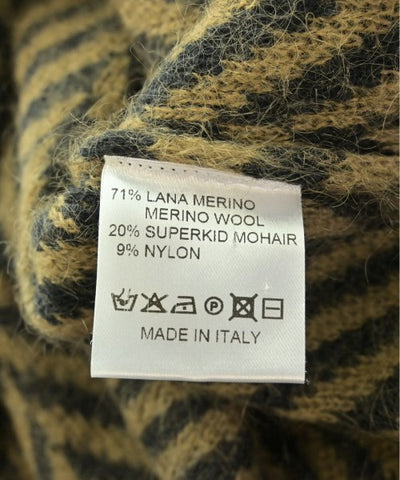 71% LANA MERINO
MERINO WOOL
20% SUPERKID MOHAIR
9% NYLON
P
MADE IN ITALY